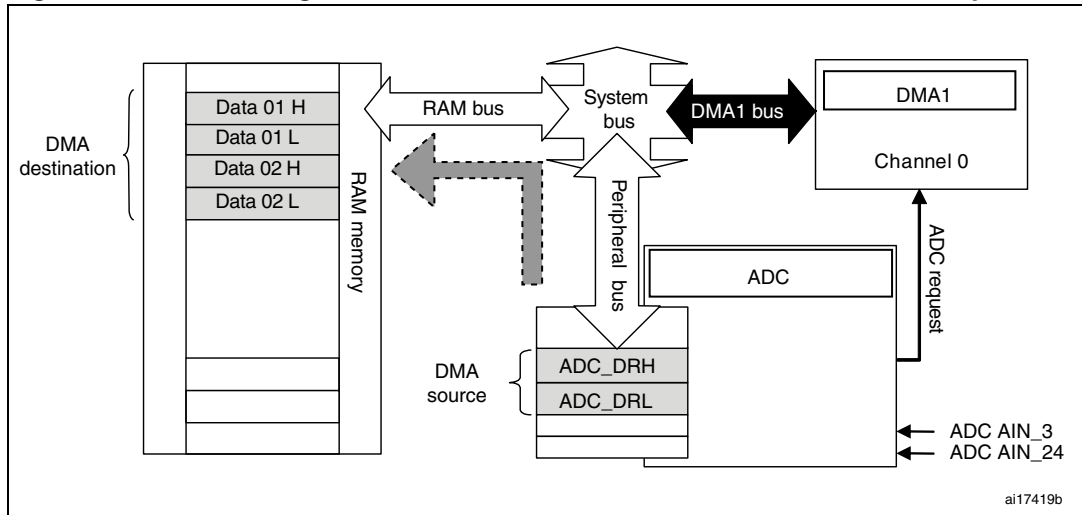 DMA
destination
Data 01 H
Data 01 L
Data 02 H
Data 02 L
RAM memory
RAM bus
System
bus
DMA1 bus
DMA1
Channel 0
Peripheral bus
ADC request
ADC
DMA
source
ADC_DRH
ADC_DRL
ADC AIN_3
ADC AIN_24
ai17419b